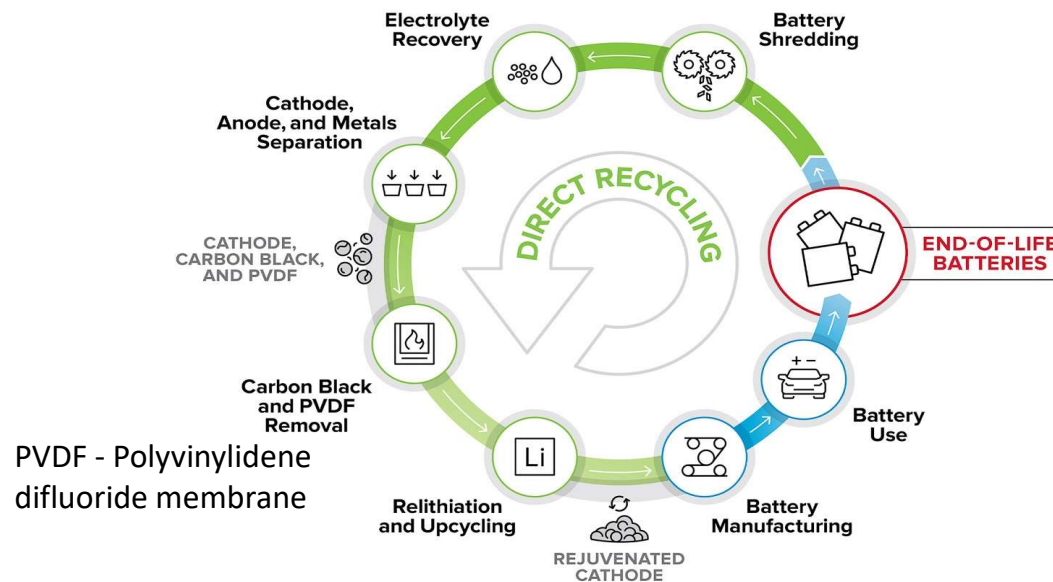 Electrolyte
Recovery
Battery
Shredding
Cathode,
Anode, and Metals
Separation
DIRECT RECYCLING
CATHODE,
CARBON BLACK,
AND PVDF
END-OF-LIFE
BATTERIES
Carbon Black
and PVDF
Removal
+ −
Battery
Use
PVDF - Polyvinylidene
difluoride membrane
Li
Relithiation
and Upcycling
Battery
Manufacturing
REJUVENATED
CATHODE